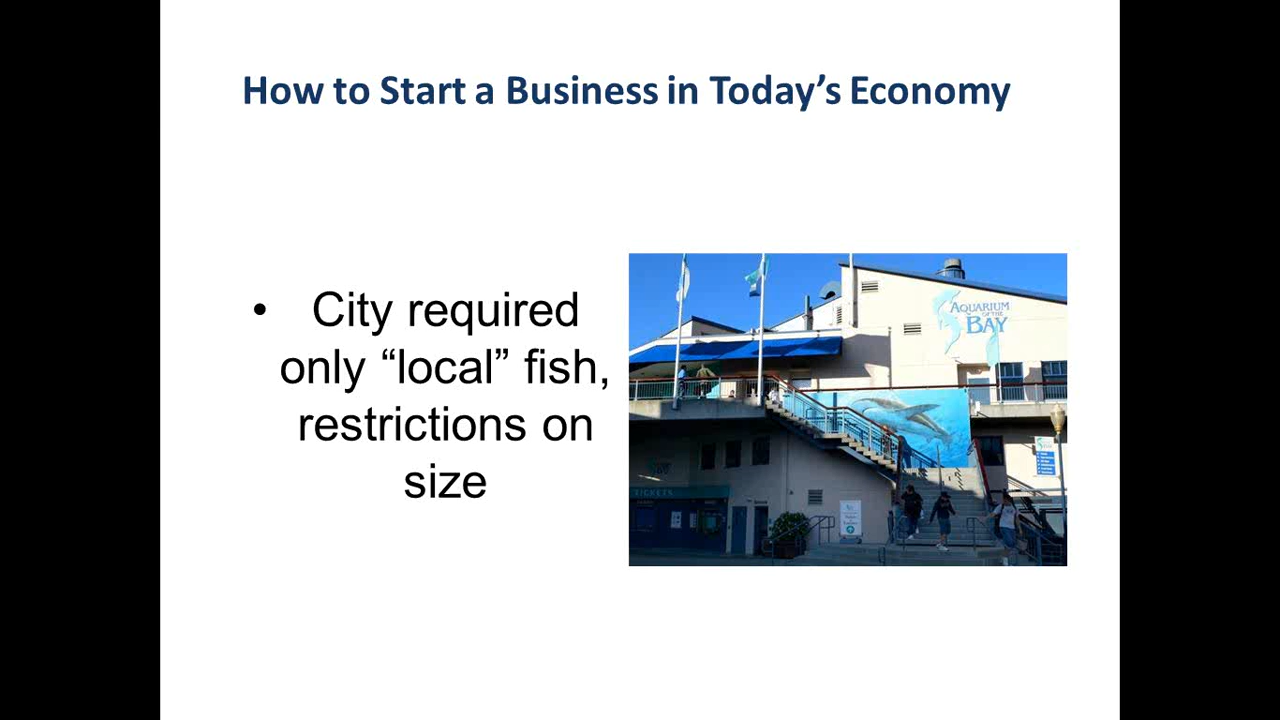 How to Start a Business in Today’s Economy
• City required
only “local” fish,
restrictions on
size
AQUARIUM
OF THE
BAY
TICKETS